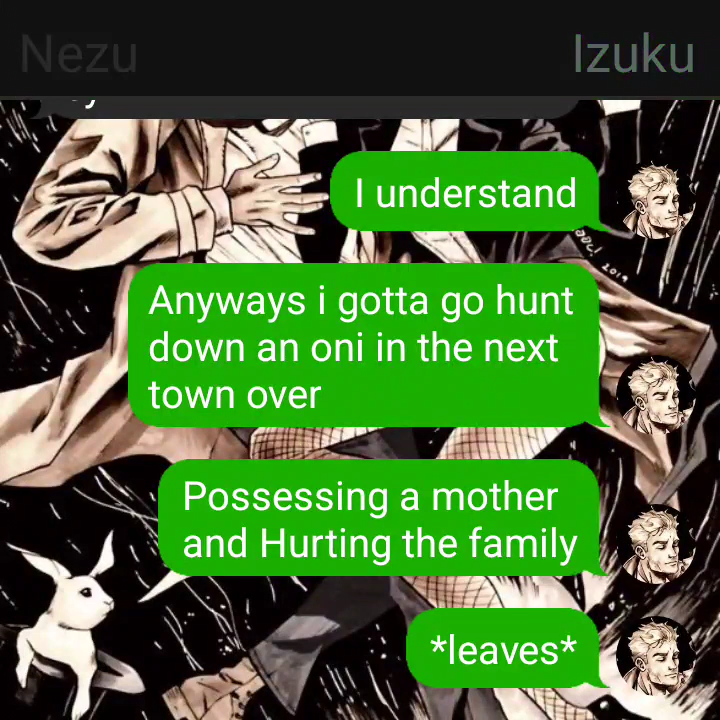 Nezu
Izuku
I understand
Anyways i gotta go hunt
down an oni in the next
town over
Possessing a mother
and Hurting the family
*leaves*